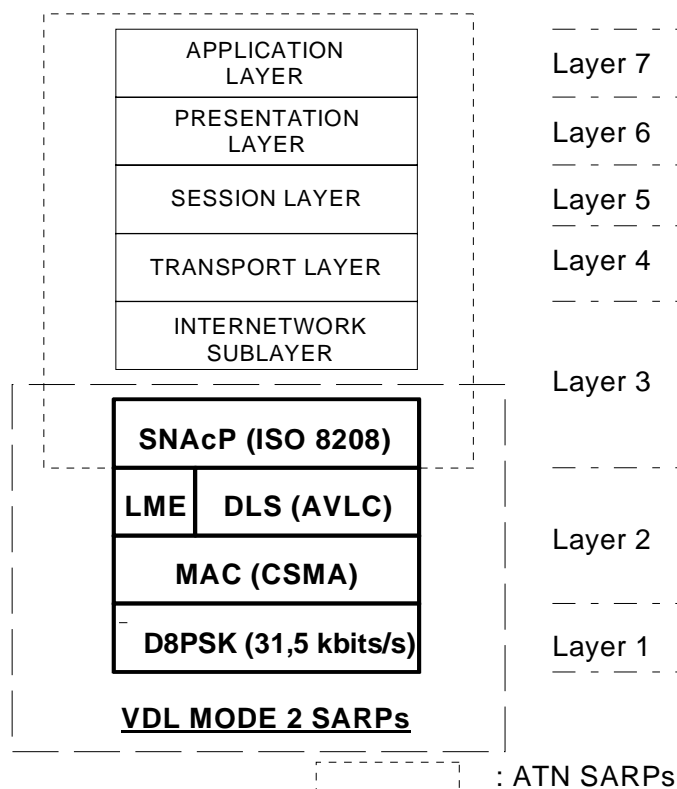 APPLICATION
LAYER
Layer 7
PRESENTATION
LAYER
Layer 6
SESSION LAYER
Layer 5
TRANSPORT LAYER
Layer 4
INTERNETWORK
SUBLAYER
Layer 3
SNAcP (ISO 8208)
LME
DLS (AVLC)
Layer 2
MAC (CSMA)
D8PSK (31,5 kbits/s)
Layer 1
VDL MODE 2 SARPs
: ATN SARPs